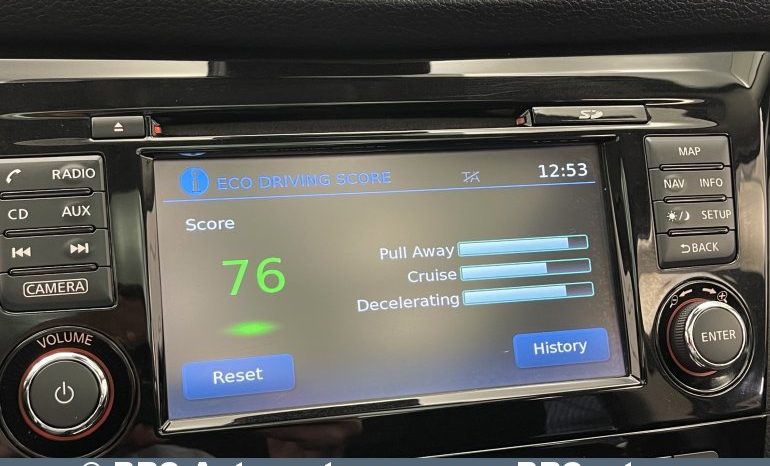 SD
RADIO
CD AUX
CAMERA
VOLUME
ECO DRIVING SCORE
TA
12:53
Score
76
Pull Away
Cruise
Decelerating
Reset
History
MAP
NAV INFO
SETUP
BACK
ENTER